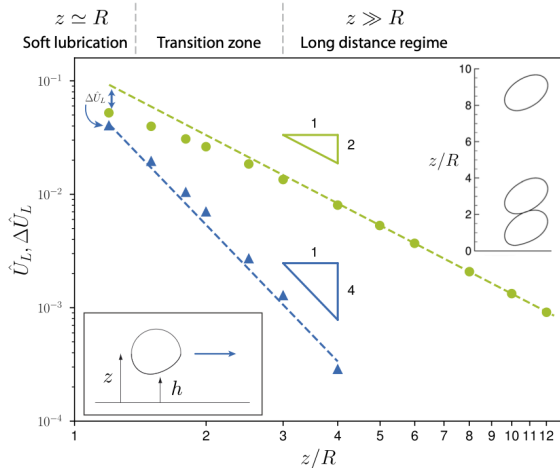 z ≃ R
z ≫ R
Soft lubrication
Transition zone
Long distance regime
10⁻¹
10⁻²
10⁻³
10⁻⁴
Û_L, ΔÛ_L
ΔÛ_L
1
2
1
4
10
8
6
4
2
0
z/R
z
h
1
2
3
4
5
6
7
8
9
10
11
12
z/R